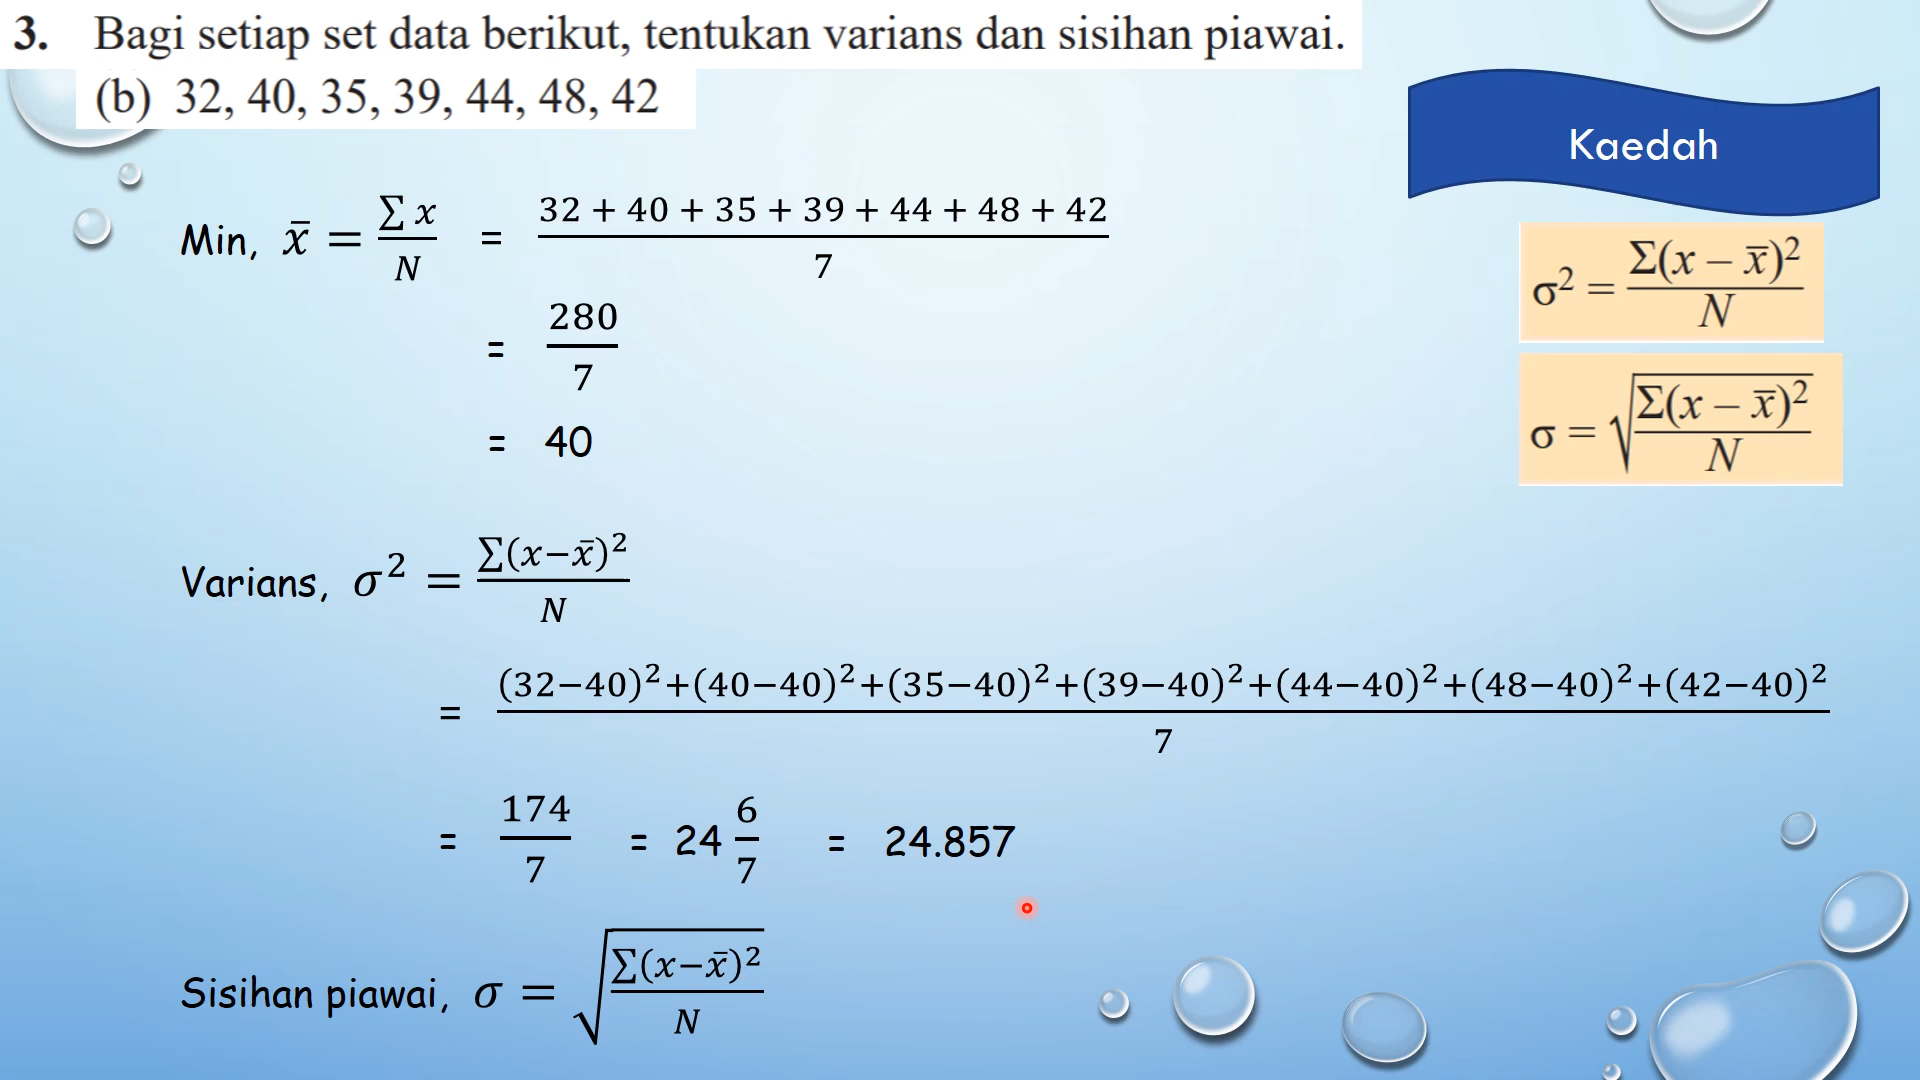 3. Bagi setiap set data berikut, tentukan varians dan sisihan piawai.
(b) 32, 40, 35, 39, 44, 48, 42
Kaedah
σ² = Σ(x – x̄)² / N
σ = √(Σ(x – x̄)² / N)
Min, x̄ = ∑ x / N = (32 + 40 + 35 + 39 + 44 + 48 + 42) / 7
= 280 / 7
= 40
Varians, σ² = ∑(x−x̄)² / N
= ((32−40)²+(40−40)²+(35−40)²+(39−40)²+(44−40)²+(48−40)²+(42−40)²) / 7
= 174 / 7 = 24 6/7 = 24.857
Sisihan piawai, σ = √(∑(x−x̄)² / N)